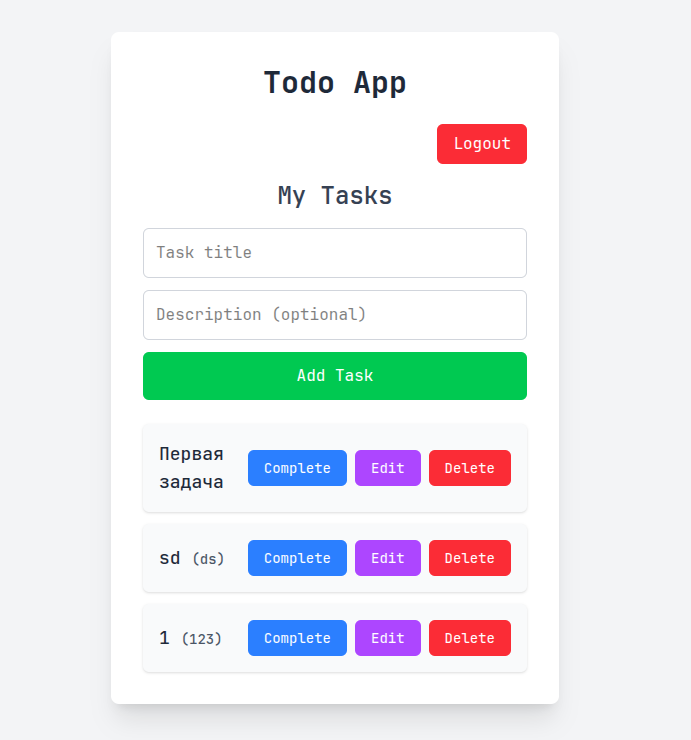 Todo App
Logout
My Tasks
Task title
Description (optional)
Add Task
Первая
задача
Complete Edit Delete
sd (ds) Complete Edit Delete
1 (123) Complete Edit Delete